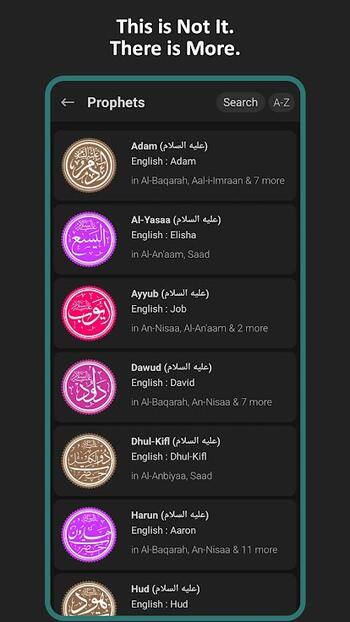 This is Not It.
There is More.
Prophets
Search
A-Z
Adam (عليه السلام)
English : Adam
in Al-Baqarah, Aal-i-Imraan & 7 more
Al-Yasaa (عليه السلام)
English : Elisha
in Al-An'aam, Saad
Ayyub (عليه السلام)
English : Job
in An-Nisaa, Al-An'aam & 2 more
Dawud (عليه السلام)
English : David
in Al-Baqarah, An-Nisaa & 7 more
Dhul-Kifl (عليه السلام)
English : Dhul-Kifl
in Al-Anbiyaa, Saad
Harun (عليه السلام)
English : Aaron
in Al-Baqarah, An-Nisaa & 11 more
Hud (عليه السلام)
English : Hud